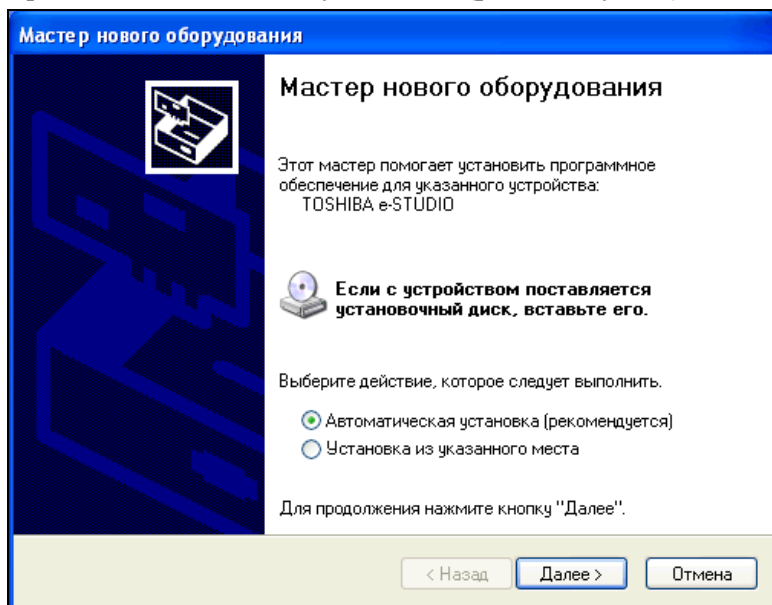 Мастер нового оборудования
Мастер нового оборудования
Этот мастер помогает установить программное
обеспечение для указанного устройства:
TOSHIBA e-STUDIO
Если с устройством поставляется
установочный диск, вставьте его.
Выберите действие, которое следует выполнить.
Автоматическая установка (рекомендуется)
Установка из указанного места
Для продолжения нажмите кнопку "Далее".
< Назад Далее > Отмена